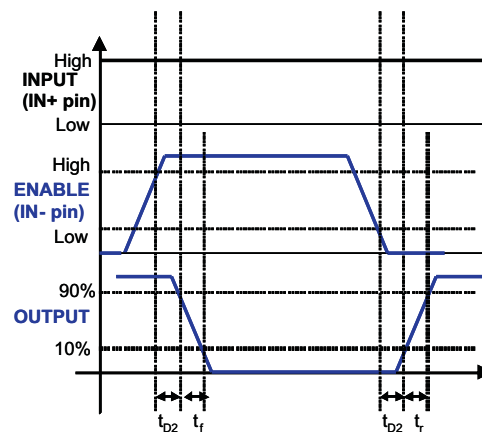 High
INPUT
(IN+ pin)
Low
High
ENABLE
(IN- pin)
Low
90%
OUTPUT
10%
tD2 tf tD2 tr